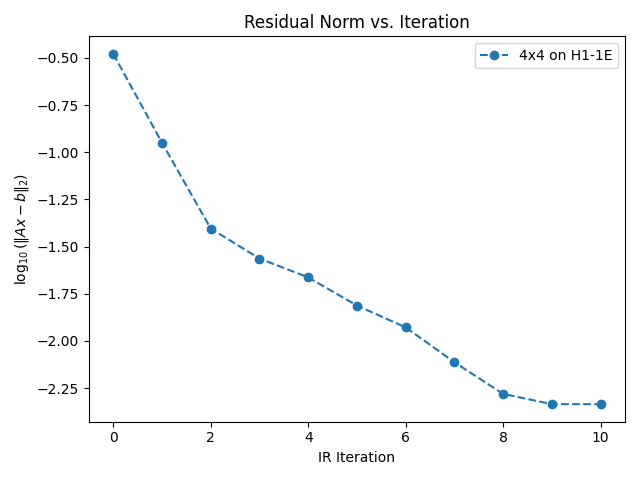 Residual Norm vs. Iteration
4x4 on H1-1E
−0.50
−0.75
−1.00
−1.25
−1.50
−1.75
−2.00
−2.25
log₁₀(‖Ax − b‖₂)
0 2 4 6 8 10
IR Iteration